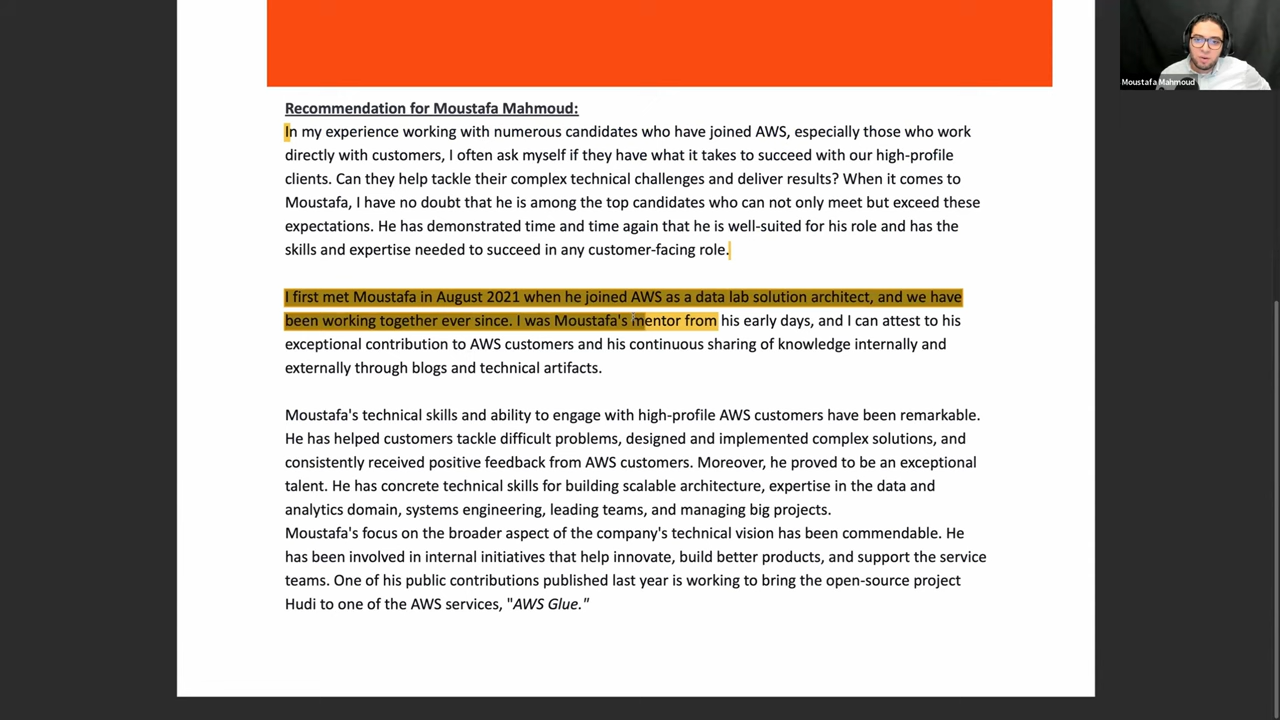 Moustafa Mahmoud
Recommendation for Moustafa Mahmoud:
In my experience working with numerous candidates who have joined AWS, especially those who work
directly with customers, I often ask myself if they have what it takes to succeed with our high-profile
clients. Can they help tackle their complex technical challenges and deliver results? When it comes to
Moustafa, I have no doubt that he is among the top candidates who can not only meet but exceed these
expectations. He has demonstrated time and time again that he is well-suited for his role and has the
skills and expertise needed to succeed in any customer-facing role.
I first met Moustafa in August 2021 when he joined AWS as a data lab solution architect, and we have
been working together ever since. I was Moustafa's mentor from his early days, and I can attest to his
exceptional contribution to AWS customers and his continuous sharing of knowledge internally and
externally through blogs and technical artifacts.
Moustafa's technical skills and ability to engage with high-profile AWS customers have been remarkable.
He has helped customers tackle difficult problems, designed and implemented complex solutions, and
consistently received positive feedback from AWS customers. Moreover, he proved to be an exceptional
talent. He has concrete technical skills for building scalable architecture, expertise in the data and
analytics domain, systems engineering, leading teams, and managing big projects.
Moustafa's focus on the broader aspect of the company's technical vision has been commendable. He
has been involved in internal initiatives that help innovate, build better products, and support the service
teams. One of his public contributions published last year is working to bring the open-source project
Hudi to one of the AWS services, "AWS Glue."